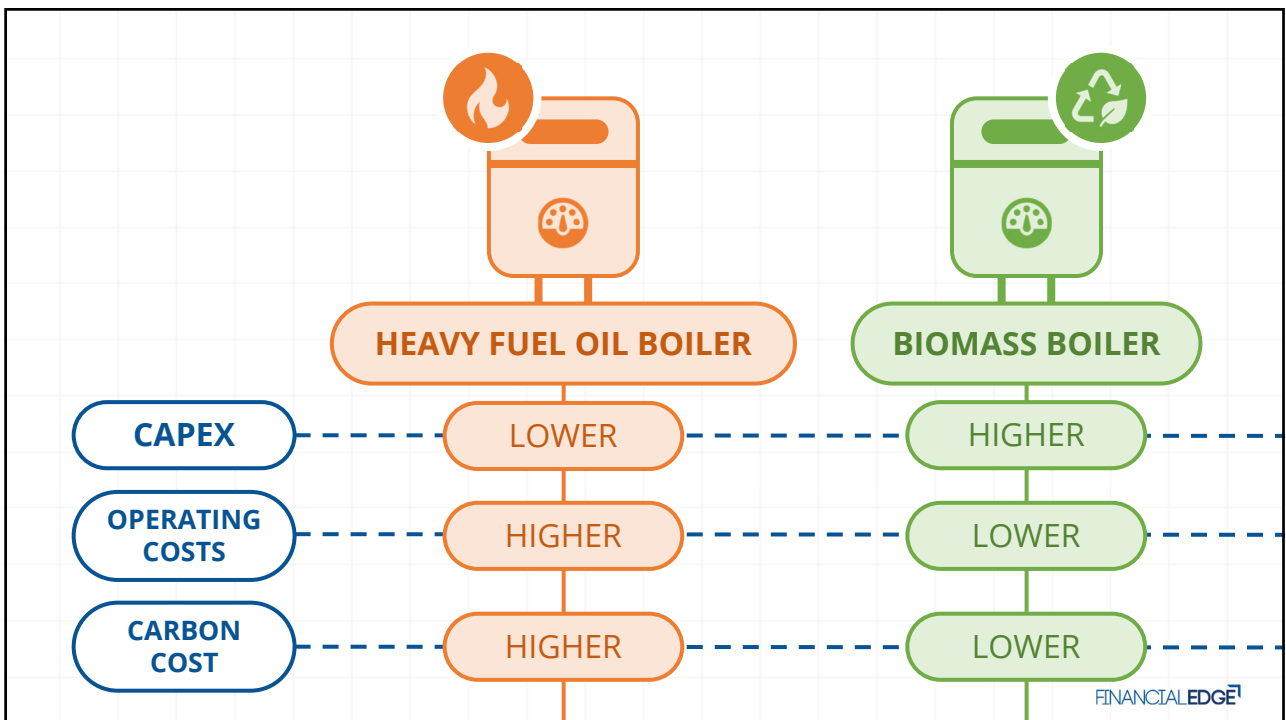 HEAVY FUEL OIL BOILER
BIOMASS BOILER
CAPEX
LOWER
HIGHER
OPERATING
COSTS
HIGHER
LOWER
CARBON
COST
HIGHER
LOWER
FINANCIALEDGE